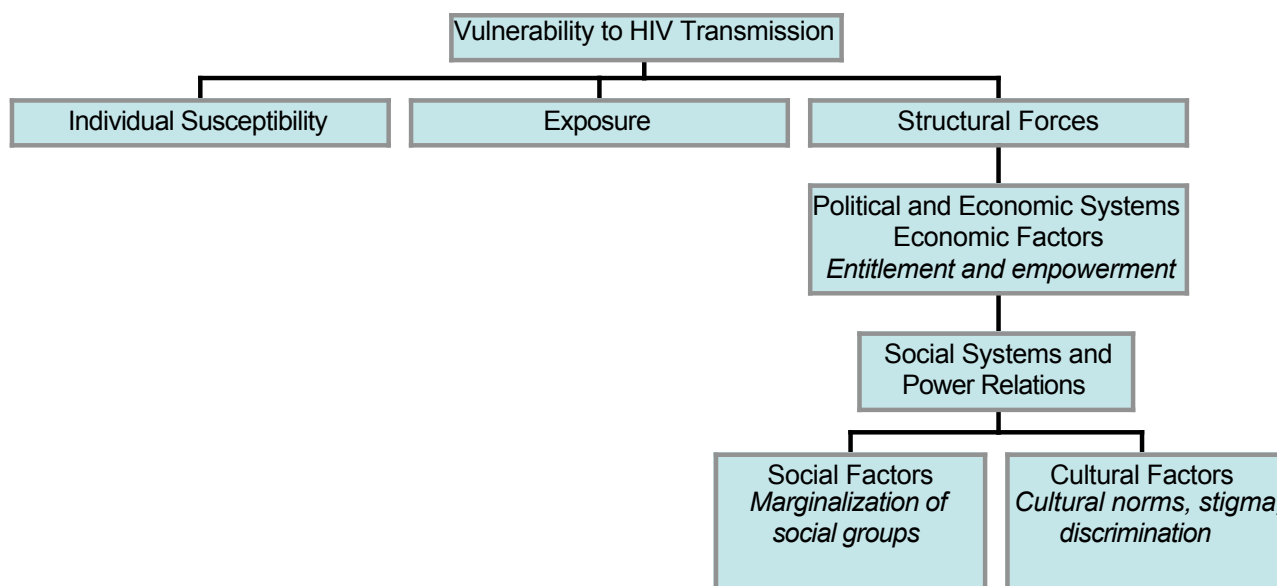 Vulnerability to HIV Transmission
Individual Susceptibility
Exposure
Structural Forces
Political and Economic Systems
Economic Factors
Entitlement and empowerment
Social Systems and
Power Relations
Social Factors
Marginalization of
social groups
Cultural Factors
Cultural norms, stigma,
discrimination